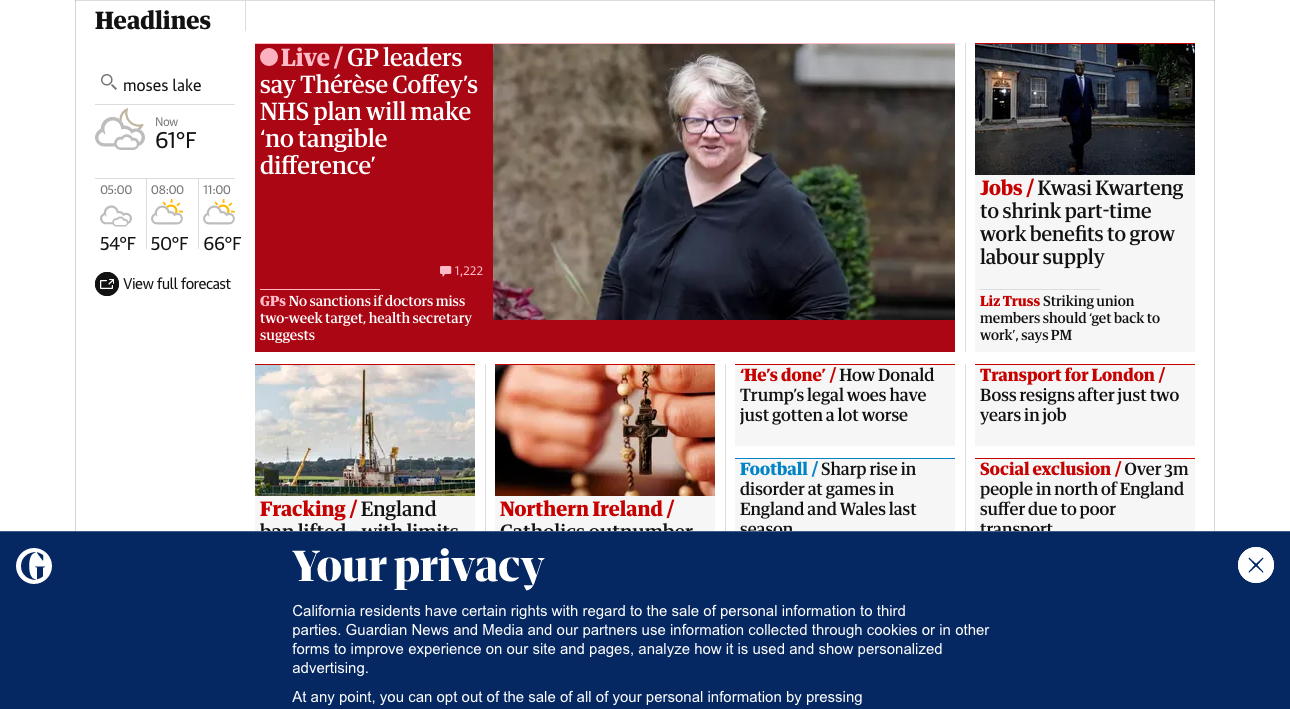 Headlines
moses lake
Now
61°F
05:00
08:00
11:00
54°F
50°F
66°F
View full forecast
Live / GP leaders
say Thérèse Coffey’s
NHS plan will make
‘no tangible
difference’
1,222
GPs No sanctions if doctors miss
two-week target, health secretary
suggests
Jobs / Kwasi Kwarteng
to shrink part-time
work benefits to grow
labour supply
Liz Truss Striking union
members should ‘get back to
work’, says PM
Fracking / England
ban lifted – with limits
Northern Ireland /
Catholics outnumber
‘He’s done’ / How Donald
Trump’s legal woes have
just gotten a lot worse
Football / Sharp rise in
disorder at games in
England and Wales last
season
Transport for London /
Boss resigns after just two
years in job
Social exclusion / Over 3m
people in north of England
suffer due to poor
transport
G
Your privacy
California residents have certain rights with regard to the sale of personal information to third
parties. Guardian News and Media and our partners use information collected through cookies or in other
forms to improve experience on our site and pages, analyze how it is used and show personalized
advertising.
At any point, you can opt out of the sale of all of your personal information by pressing